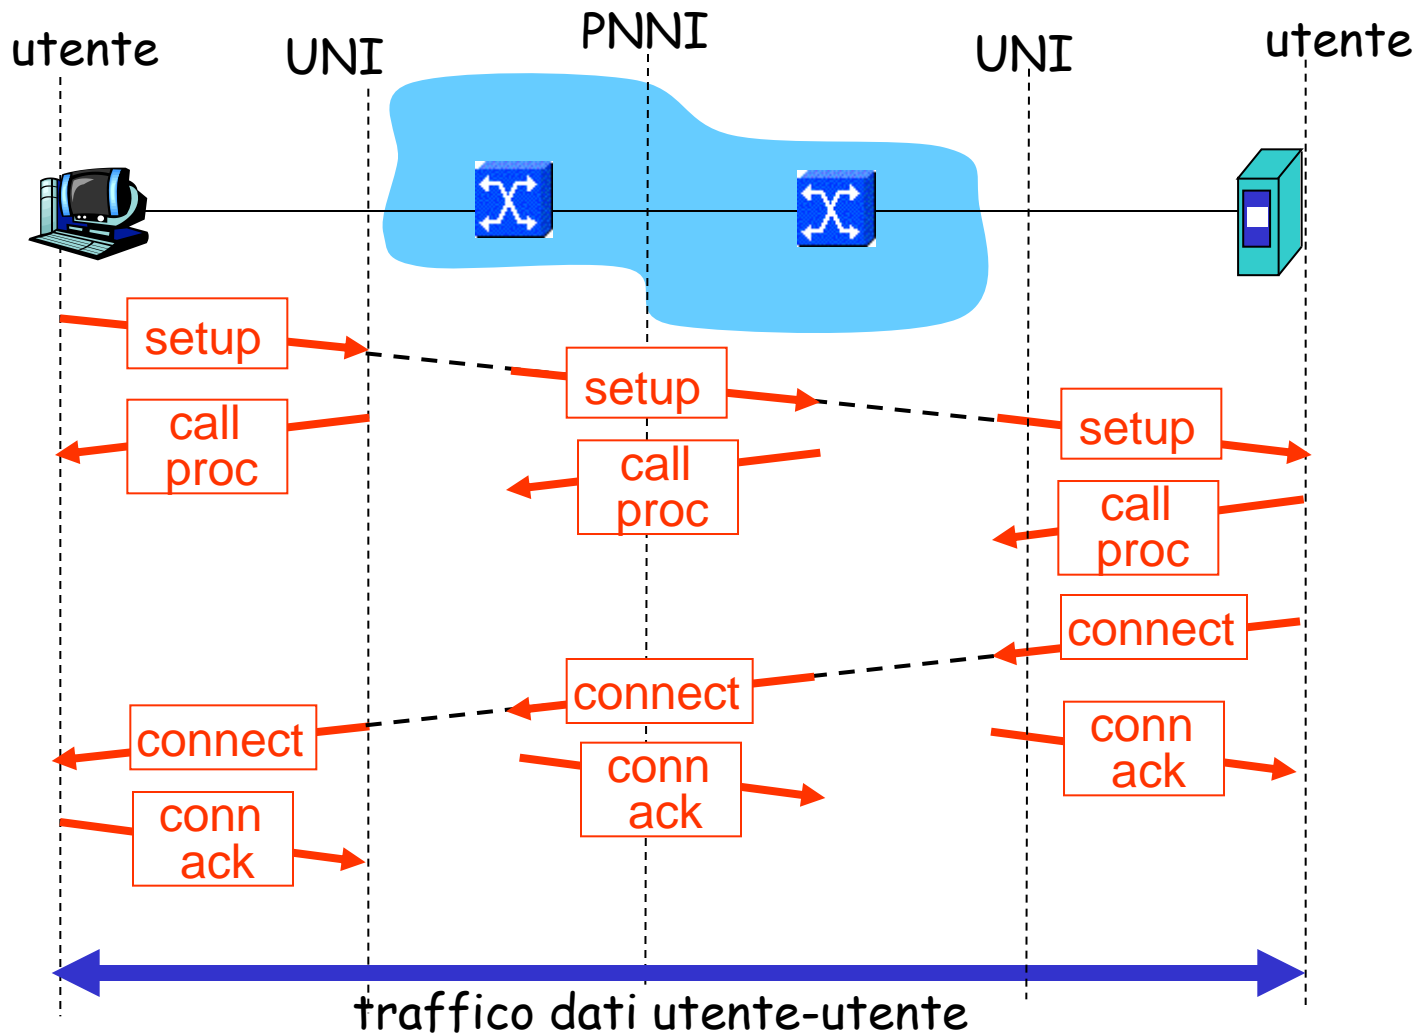 utente
UNI
PNNI
UNI
utente
setup
setup
setup
call
proc
call
proc
call
proc
connect
connect
connect
conn
ack
conn
ack
conn
ack
traffico dati utente-utente